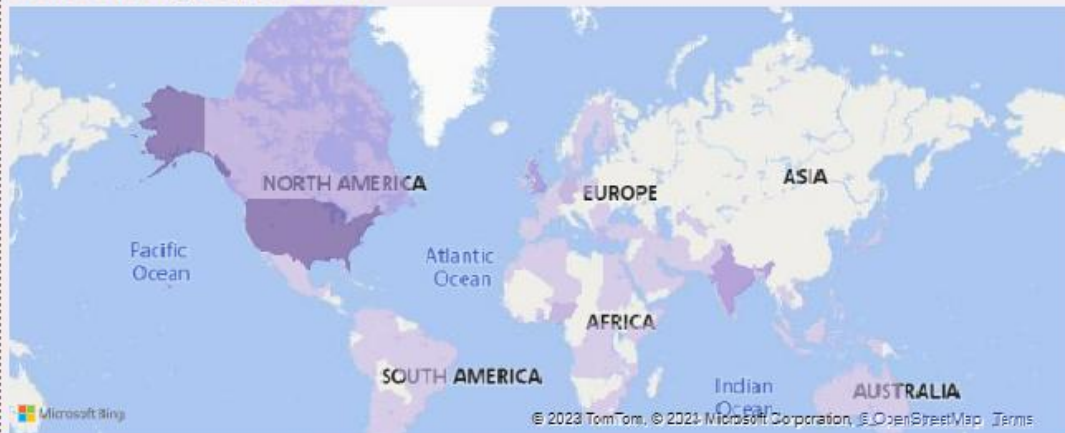 NORTH AMERICA
EUROPE
ASIA
Pacific
Ocean
Atlantic
Ocean
AFRICA
SOUTH AMERICA
Indian
Ocean
AUSTRALIA
Microsoft Bing
© 2023 TomTom, © 2023 Microsoft Corporation, © OpenStreetMap Terms